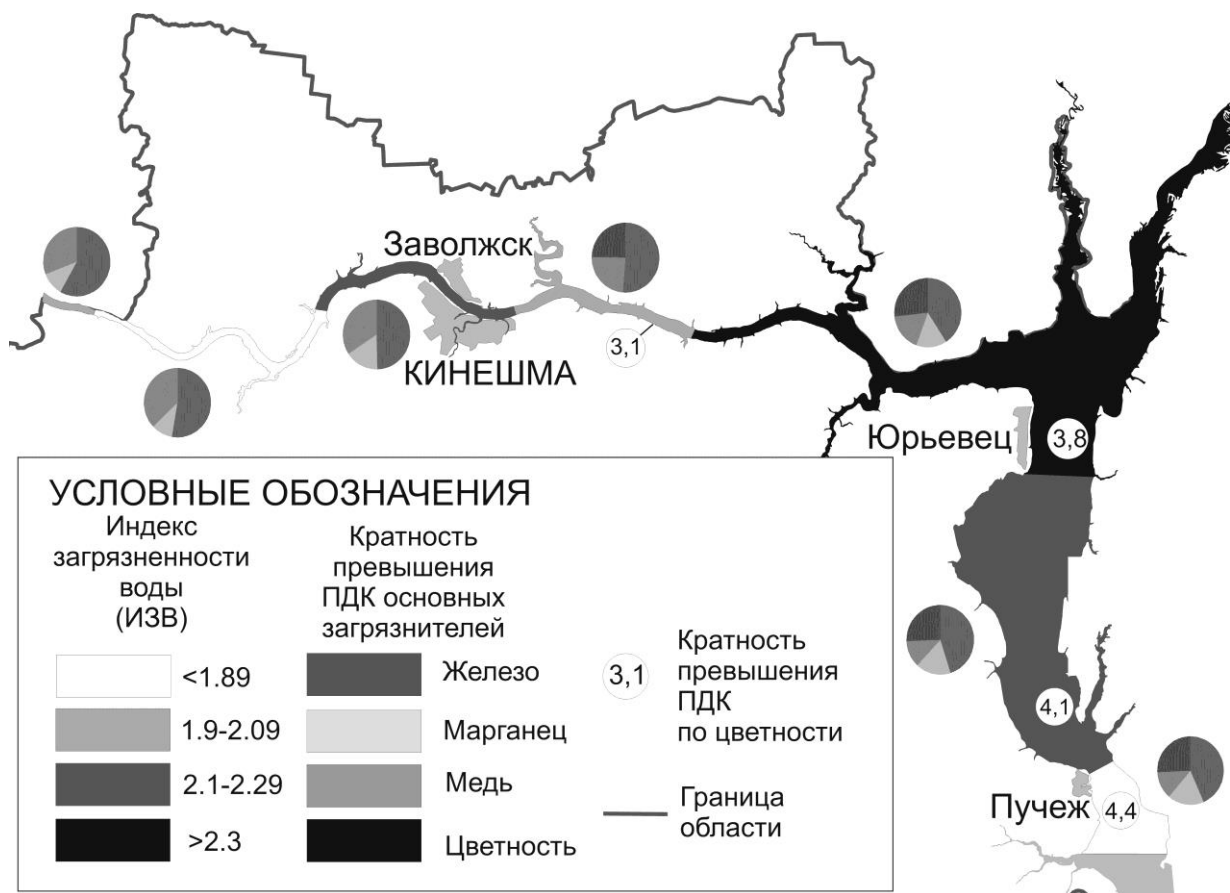 Заволжск
КИНЕШМА
3,1
Юрьевец
3,8
4,1
Пучеж
4,4
УСЛОВНЫЕ ОБОЗНАЧЕНИЯ
Индекс
загрязненности
воды
(ИЗВ)
<1.89
1.9-2.09
2.1-2.29
>2.3
Кратность
превышения
ПДК основных
загрязнителей
Железо
Марганец
Медь
Цветность
3,1
Кратность
превышения
ПДК
по цветности
Граница
области